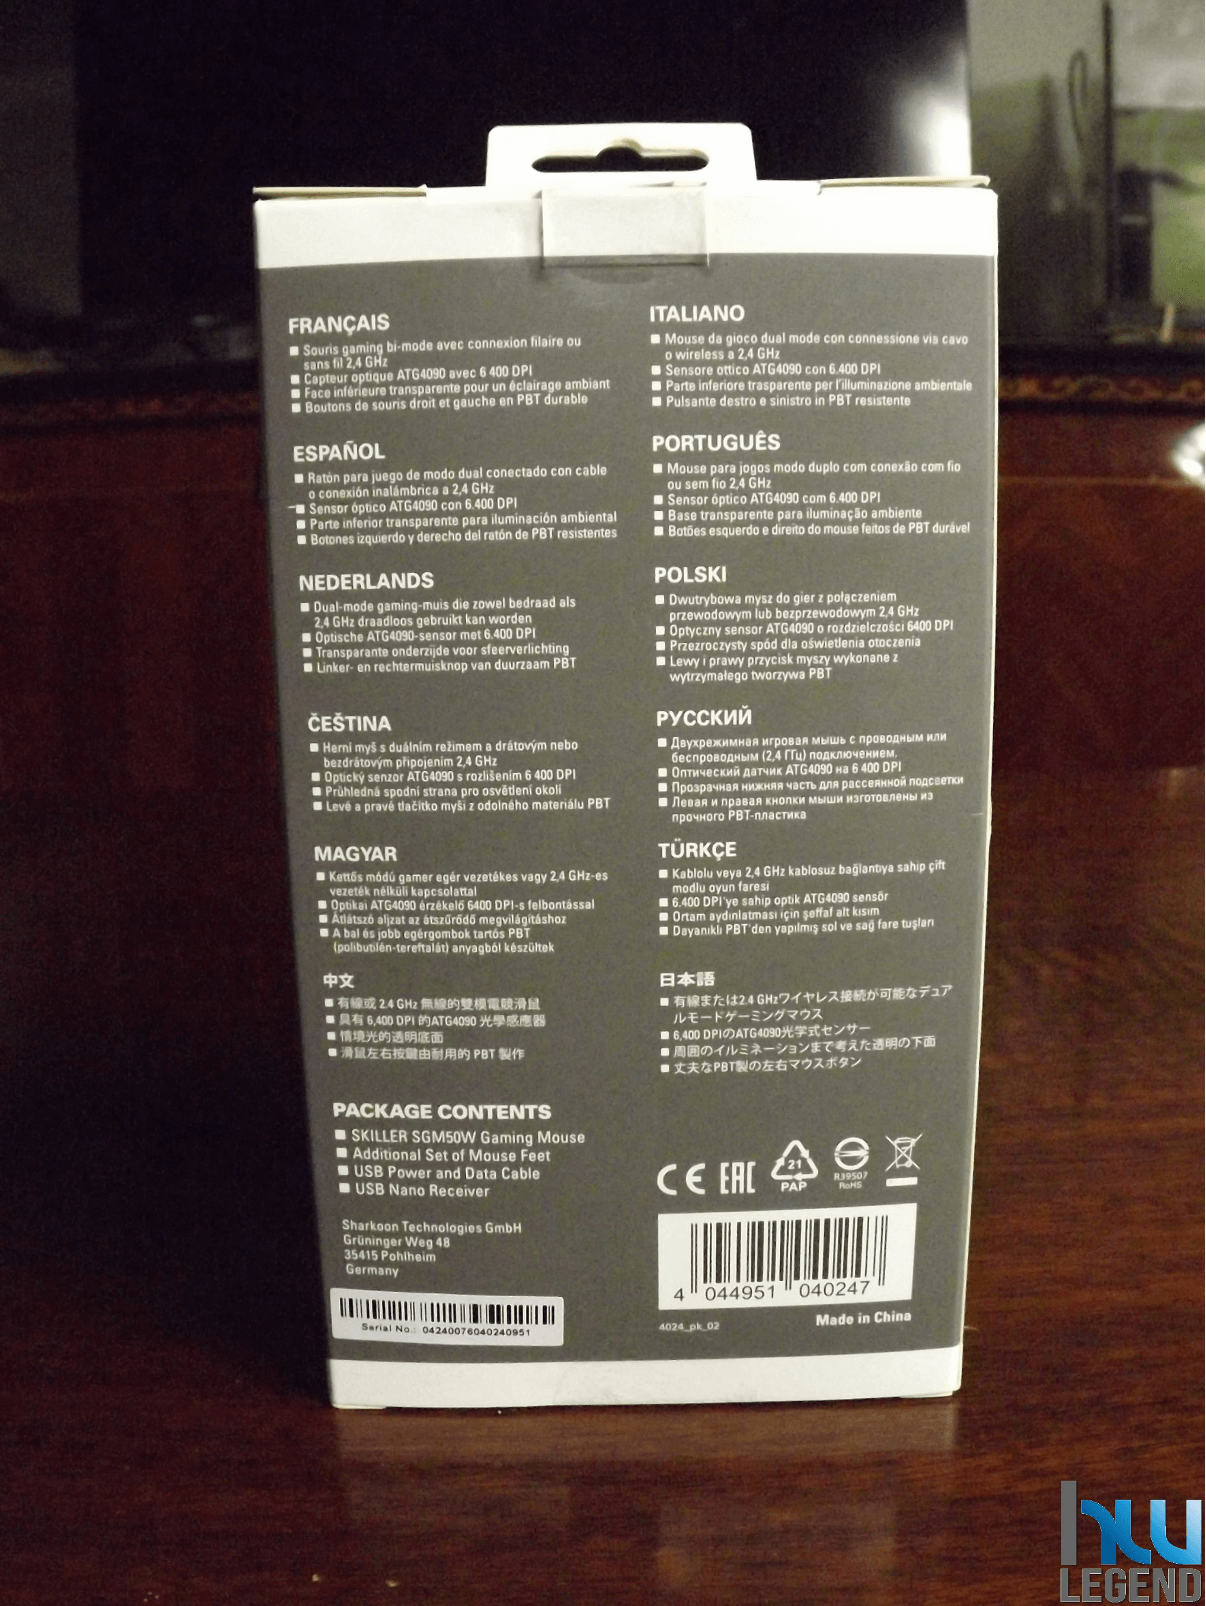 FRANÇAIS
Souris gaming bi-mode avec connexion filaire ou
sans fil 2,4 GHz
Capteur optique ATG4090 avec 6 400 DPI
Face inférieure transparente pour un éclairage ambiant
Boutons de souris droit et gauche en PBT durable
ESPAÑOL
Ratón para juego de modo dual conectado con cable
o conexión inalámbrica a 2,4 GHz
Sensor óptico ATG4090 con 6.400 DPI
Parte inferior transparente para iluminación ambiental
Botones izquierdo y derecho del ratón de PBT resistentes
NEDERLANDS
Dual-mode gaming-muis die zowel bedraad als
2,4 GHz draadloos gebruikt kan worden
Optische ATG4090-sensor met 6.400 DPI
Transparante onderzijde voor sfeerverlichting
Linker- en rechtermuisknop van duurzaam PBT
ČEŠTINA
Herní myš s duálním režimem a drátovým nebo
bezdrátovým připojením 2,4 GHz
Optický senzor ATG4090 s rozlišením 6 400 DPI
Průhledná spodní strana pro osvětlení okolí
Levé a pravé tlačítko myši z odolného materiálu PBT
MAGYAR
Kettős módú gamer egér vezetékes vagy 2,4 GHz-es
vezeték nélküli kapcsolattal
Optikai ATG4090 érzékelő 6400 DPI-s felbontással
Átlátszó aljzat az átszűrődő megvilágításhoz
A bal és jobb egérgombok tartós PBT
(polibutilén-tereftalát) anyagból készültek
中文
有線或 2.4 GHz 無線的雙模電競滑鼠
具有 6,400 DPI 的ATG4090 光學感應器
情境光的透明底面
滑鼠左右按鍵由耐用的 PBT 製作
PACKAGE CONTENTS
SKILLER SGM50W Gaming Mouse
Additional Set of Mouse Feet
USB Power and Data Cable
USB Nano Receiver
Sharkoon Technologies GmbH
Grüninger Weg 48
35415 Pohlheim
Germany
Serial No.: 04240076040240951
ITALIANO
Mouse da gioco dual mode con connessione via cavo
o wireless a 2,4 GHz
Sensore ottico ATG4090 con 6.400 DPI
Parte inferiore trasparente per l'illuminazione ambientale
Pulsante destro e sinistro in PBT resistente
PORTUGUÊS
Mouse para jogos modo duplo com conexão com fio
ou sem fio 2,4 GHz
Sensor óptico ATG4090 com 6.400 DPI
Base transparente para iluminação ambiente
Botões esquerdo e direito do mouse feitos de PBT durável
POLSKI
Dwutrybowa mysz do gier z połączeniem
przewodowym lub bezprzewodowym 2,4 GHz
Optyczny sensor ATG4090 o rozdzielczości 6400 DPI
Przezroczysty spód dla oświetlenia otoczenia
Lewy i prawy przycisk myszy wykonane z
wytrzymałego tworzywa PBT
РУССКИЙ
Двухрежимная игровая мышь с проводным или
беспроводным (2,4 ГГц) подключением.
Оптический датчик ATG4090 на 6 400 DPI
Прозрачная нижняя часть для рассеянной подсветки
Левая и правая кнопки мыши изготовлены из
прочного PBT-пластика
TÜRKÇE
Kablolu veya 2,4 GHz kablosuz bağlantıya sahip çift
modlu oyun faresi
6.400 DPI'ye sahip optik ATG4090 sensör
Ortam aydınlatması için şeffaf alt kısım
Dayanıklı PBT'den yapılmış sol ve sağ fare tuşları
日本語
有線または2.4 GHzワイヤレス接続が可能なデュア
ルモードゲーミングマウス
6,400 DPIのATG4090光学式センサー
周囲のイルミネーションまで考えた透明の下面
丈夫なPBT製の左右マウスボタン
CE EAC 21 PAP R39507 RoHS
4 044951 040247
4024_pk_02
Made in China
HW
LEGEND